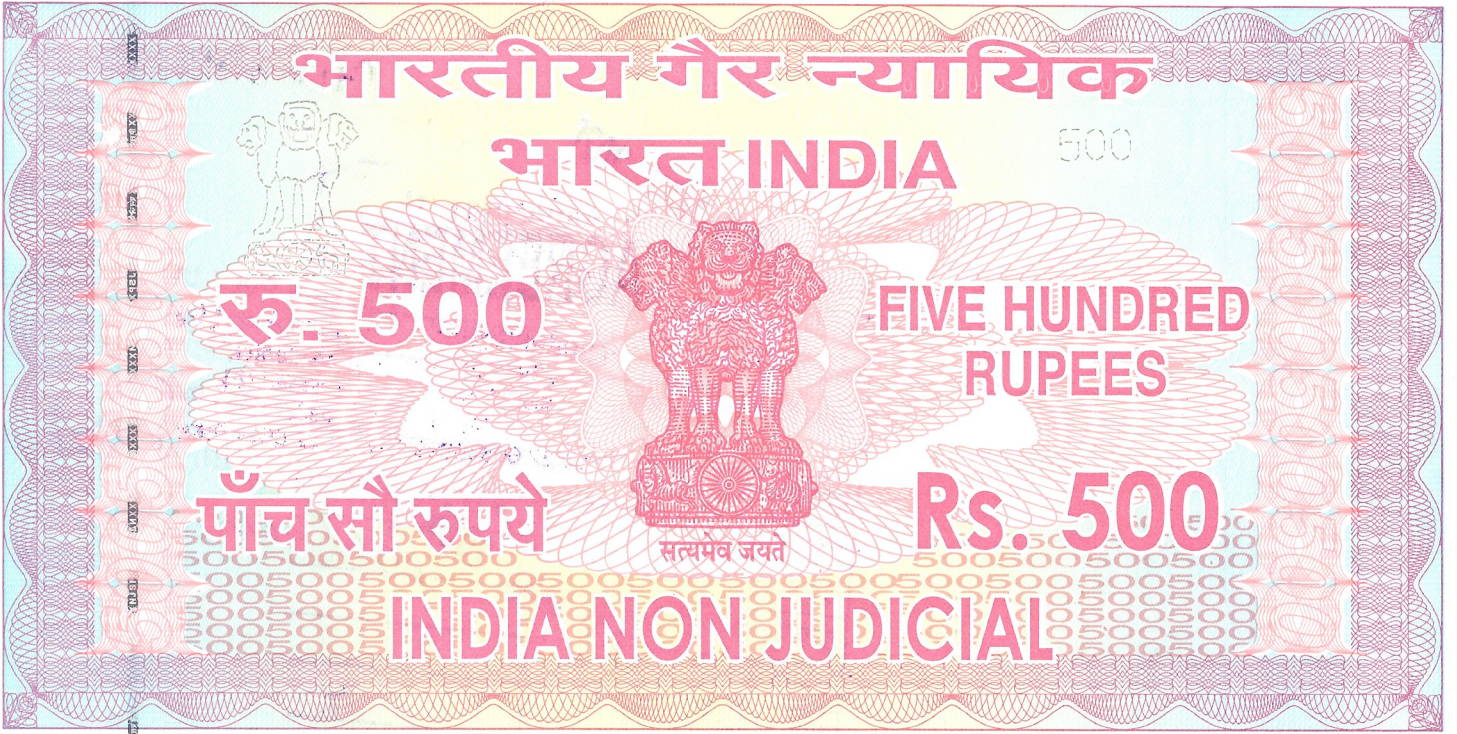 भारतीय गैर न्यायिक
भारत INDIA
500
रु. 500
FIVE HUNDRED
RUPEES
पाँच सौ रुपये
Rs. 500
सत्यमेव जयते
INDIA NON JUDICIAL